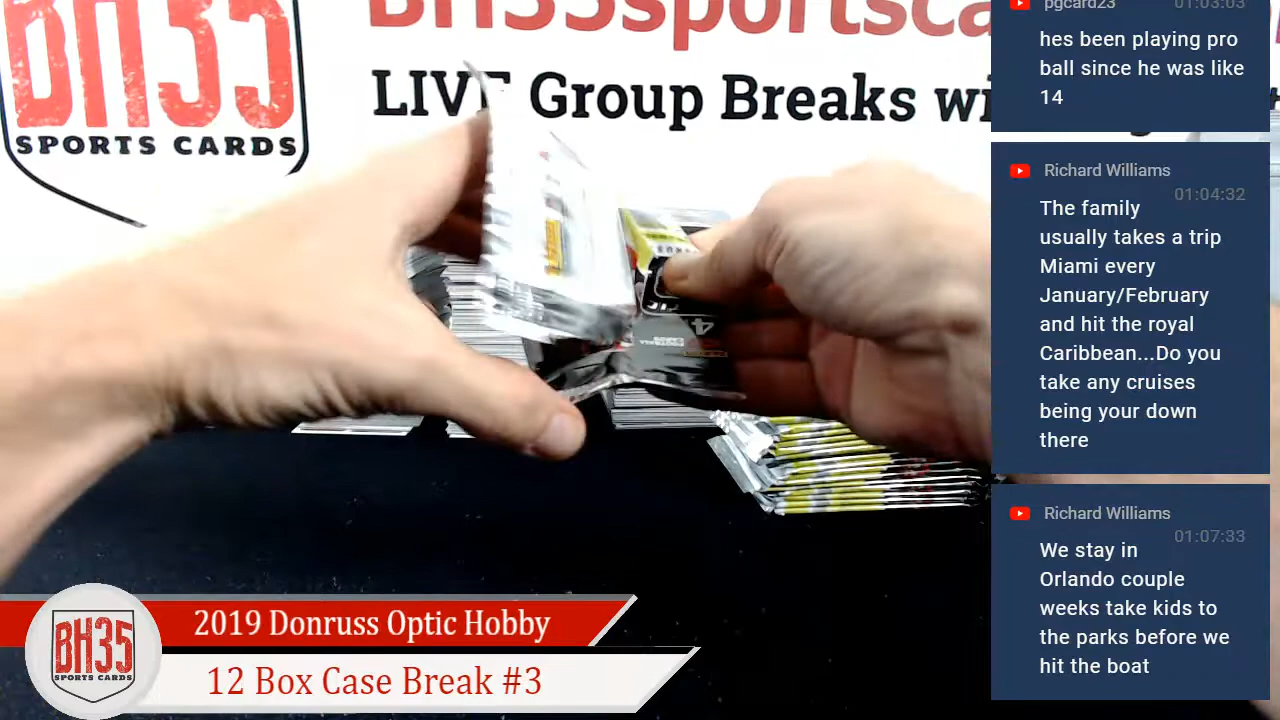 BH35
SPORTS CARDS
BH35sportsca
LIVE Group Breaks wi
pgcard23
01:03:03
hes been playing pro
ball since he was like
14
Richard Williams
01:04:32
The family
usually takes a trip
Miami every
January/February
and hit the royal
Caribbean...Do you
take any cruises
being your down
there
Richard Williams
01:07:33
We stay in
Orlando couple
weeks take kids to
the parks before we
hit the boat
2019 Donruss Optic Hobby
12 Box Case Break #3
BH35
SPORTS CARDS